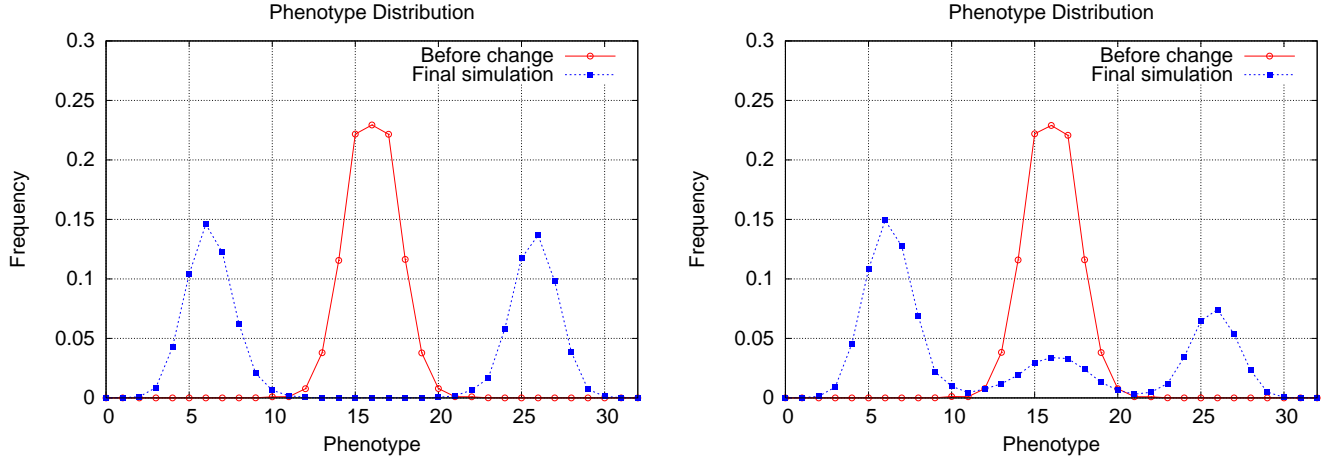 Phenotype Distribution
0.3
0.25
0.2
0.15
0.1
0.05
0
Frequency
Before change
Final simulation
0 5 10 15 20 25 30
Phenotype
Phenotype Distribution
0.3
0.25
0.2
0.15
0.1
0.05
0
Frequency
Before change
Final simulation
0 5 10 15 20 25 30
Phenotype